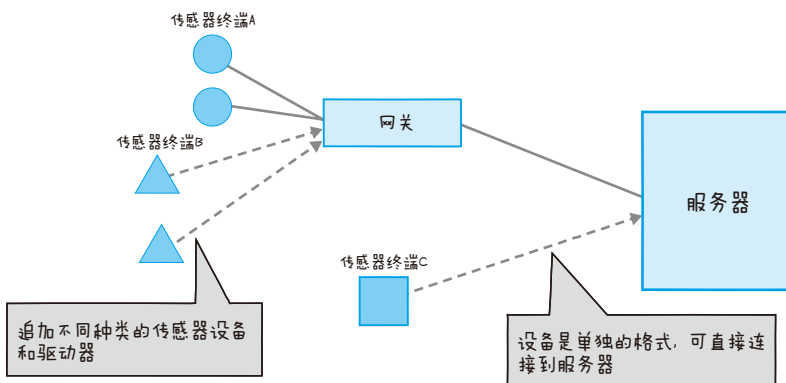 传感器终端A
网关
传感器终端B
服务器
传感器终端C
追加不同种类的传感器设备
和驱动器
设备是单独的格式，可直接连
接到服务器